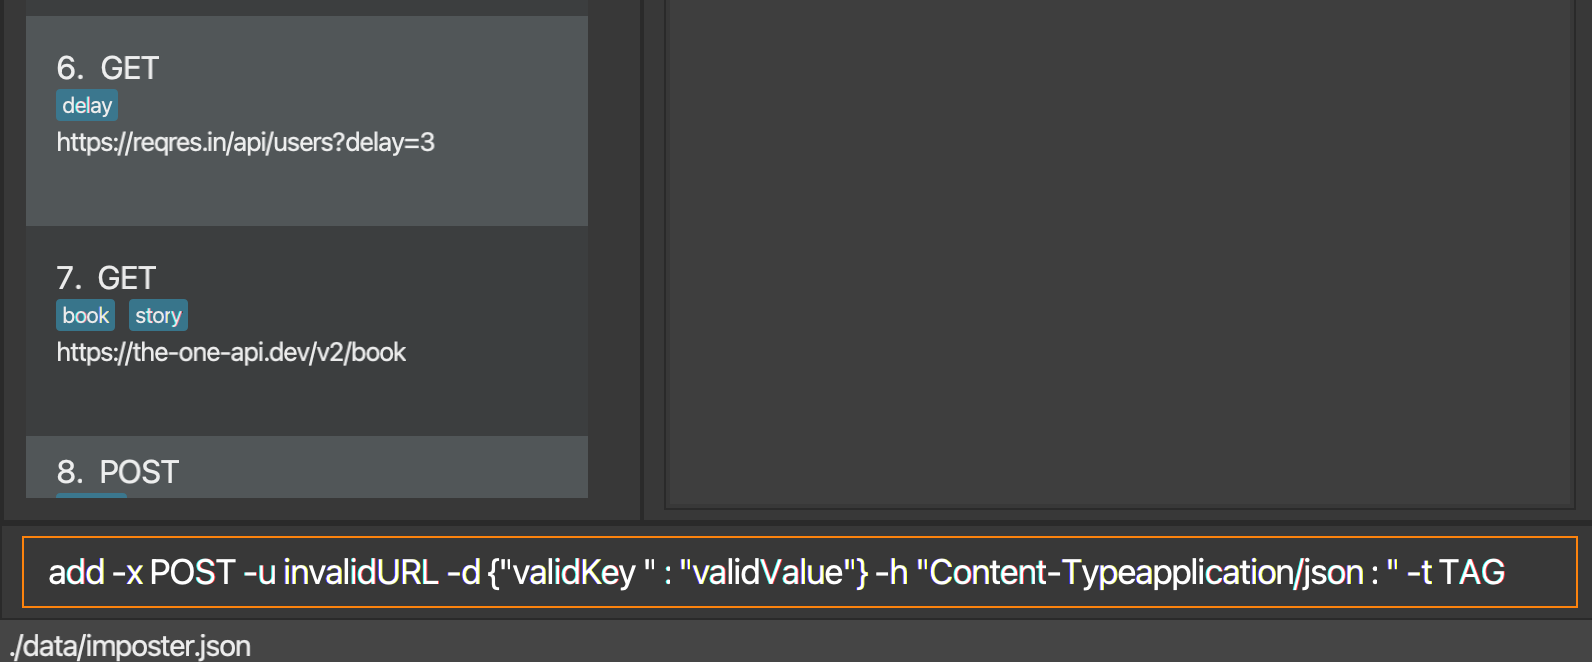 6. GET
delay
https://reqres.in/api/users?delay=3
7. GET
book story
https://the-one-api.dev/v2/book
8. POST
add -x POST -u invalidURL -d {"validKey " : "validValue"} -h "Content-Typeapplication/json : " -t TAG
./data/imposter.json